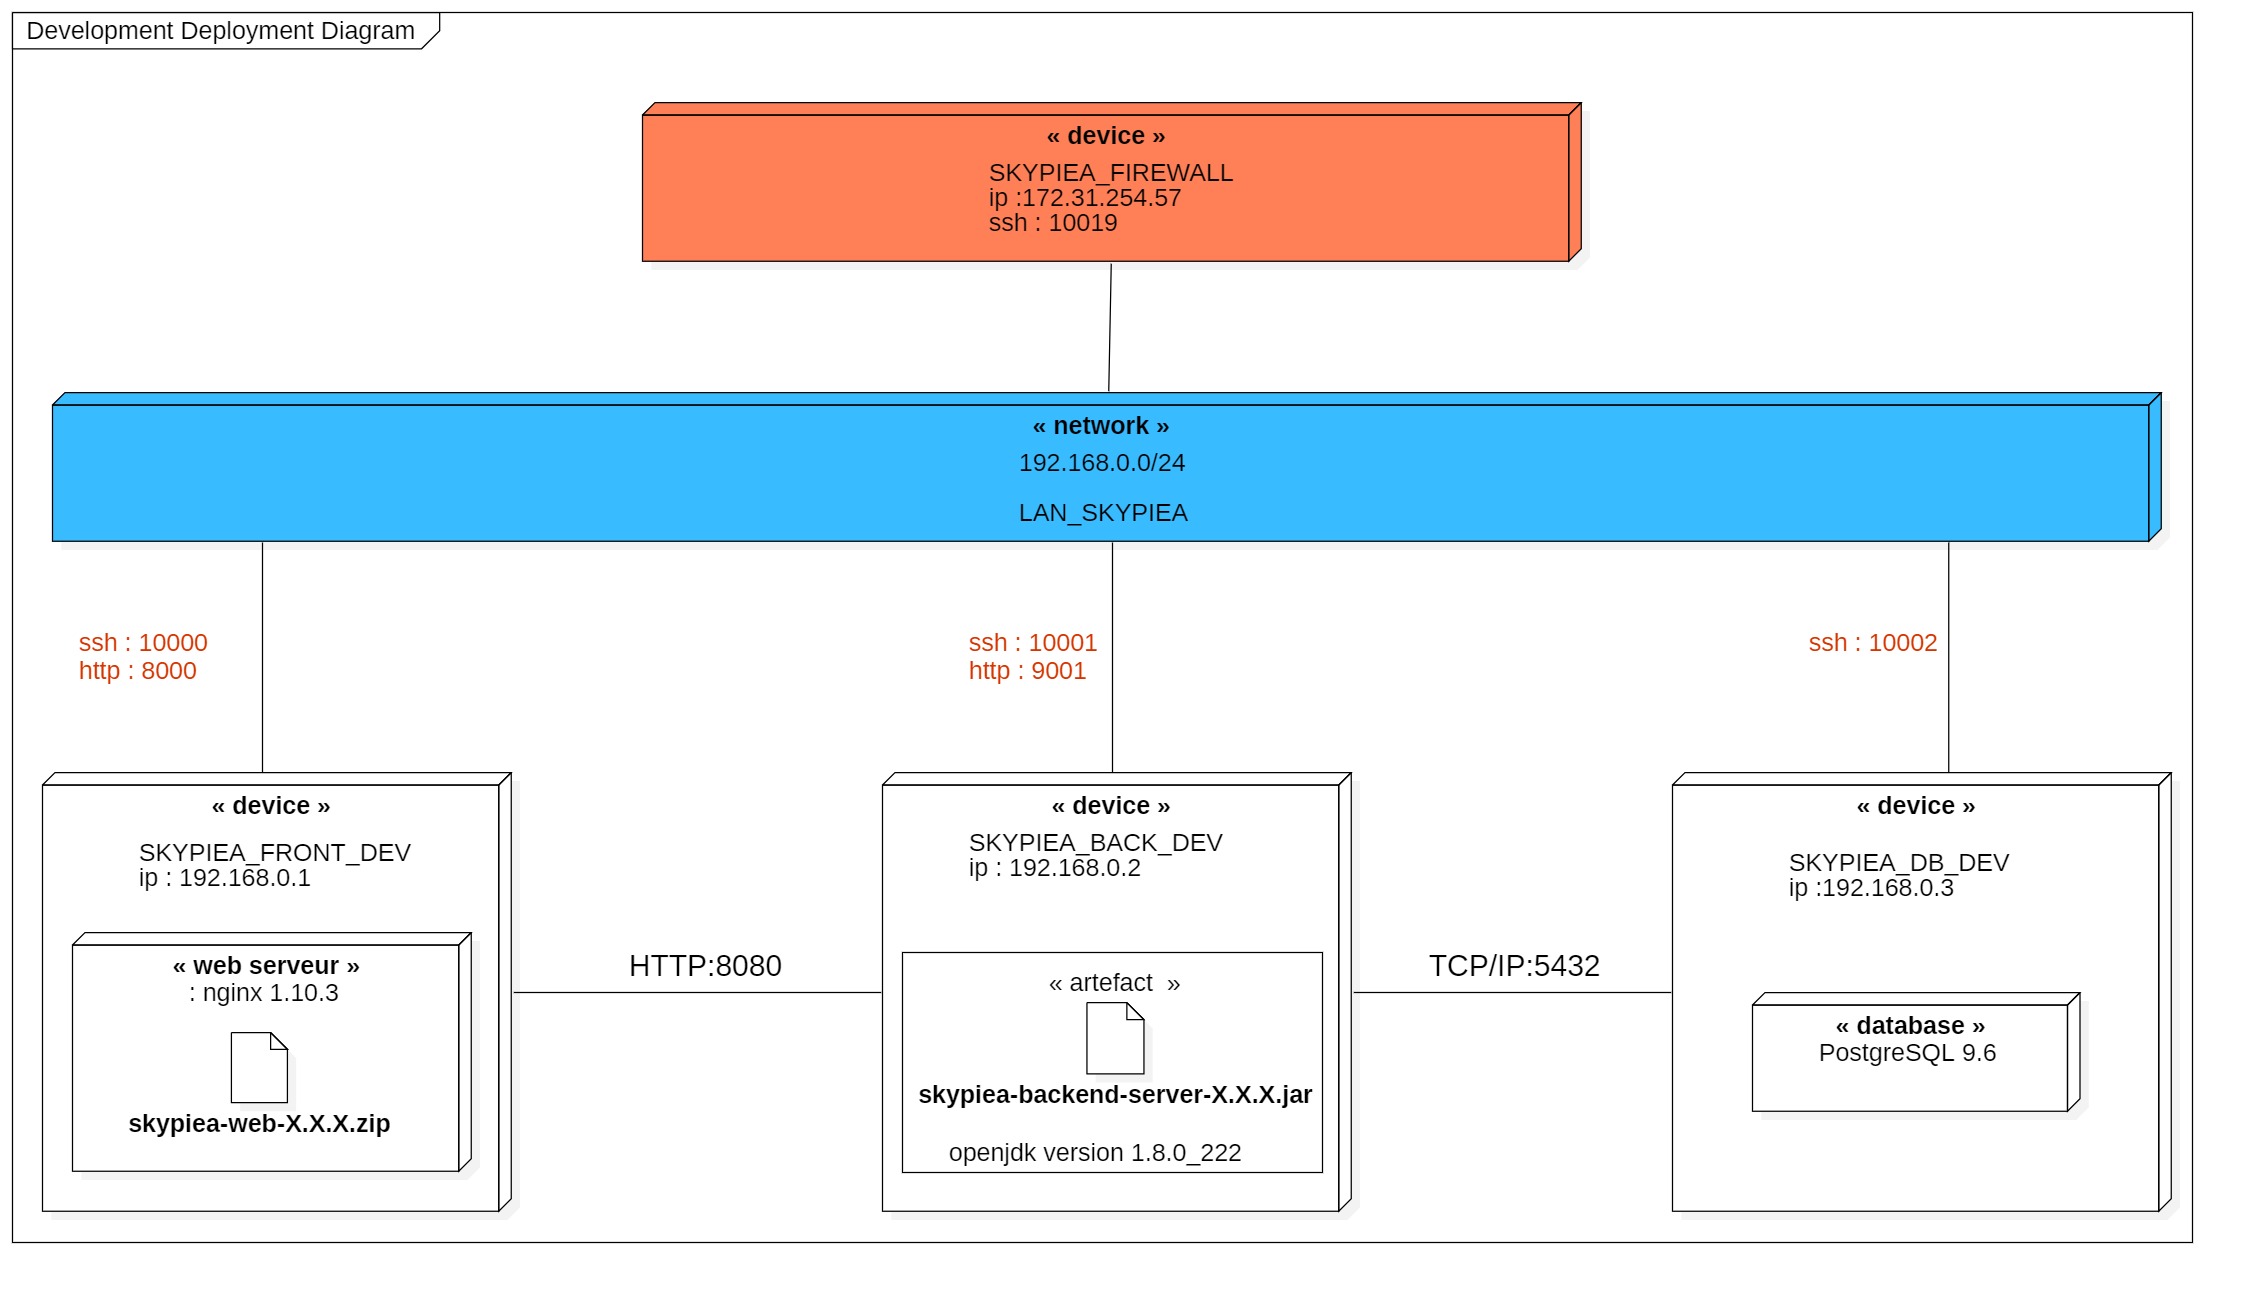 Development Deployment Diagram
« device »
SKYPIEA_FIREWALL
ip :172.31.254.57
ssh : 10019
« network »
192.168.0.0/24
LAN_SKYPIEA
ssh : 10000
http : 8000
ssh : 10001
http : 9001
ssh : 10002
« device »
SKYPIEA_FRONT_DEV
ip : 192.168.0.1
« web serveur »
: nginx 1.10.3
skypiea-web-X.X.X.zip
HTTP:8080
« device »
SKYPIEA_BACK_DEV
ip : 192.168.0.2
« artefact  »
skypiea-backend-server-X.X.X.jar
openjdk version 1.8.0_222
TCP/IP:5432
« device »
SKYPIEA_DB_DEV
ip :192.168.0.3
« database »
PostgreSQL 9.6